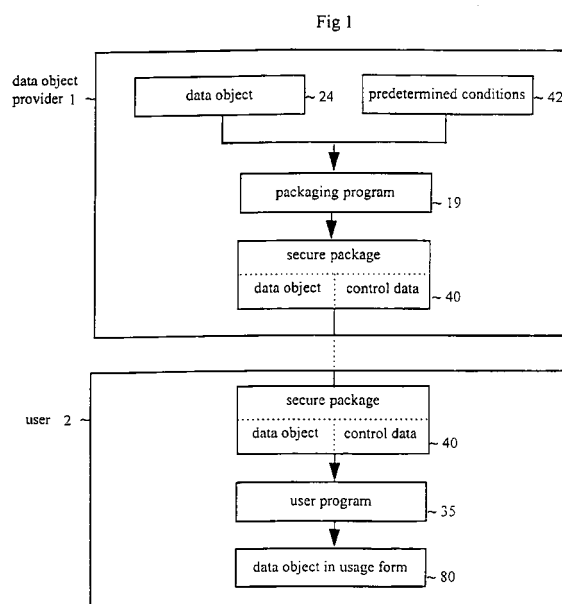 Fig 1
data object
provider 1
data object ~24
predetermined conditions ~42
packaging program ~19
secure package
data object control data ~40
user 2
secure package
data object control data ~40
user program ~35
data object in usage form ~80